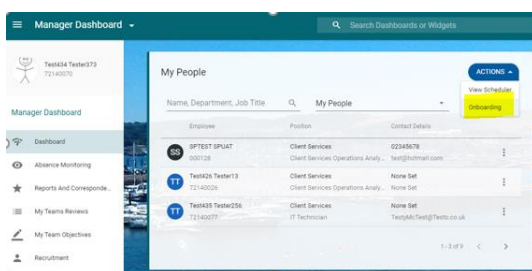 Manager Dashboard
Search Dashboards or Widgets
Test434 Tester373
72140070
Manager Dashboard
Dashboard
Absence Monitoring
Reports And Corresponde...
My Teams Reviews
My Team Objectives
Recruitment
My People
ACTIONS
View Scheduler
Onboarding
Name, Department, Job Title
My People
Employee
Position
Contact Details
SS
SPTEST SPUAT
000128
Client Services
Client Services Operations Analy...
02345678
test@hotmail.com
TT
Test426 Tester13
72140026
Client Services
Client Services Operations Analy...
None Set
None Set
TT
Test435 Tester256
72140077
Client Services
IT Technician
None Set
TestyMcTest@Testc.co.uk
1-3 of 9